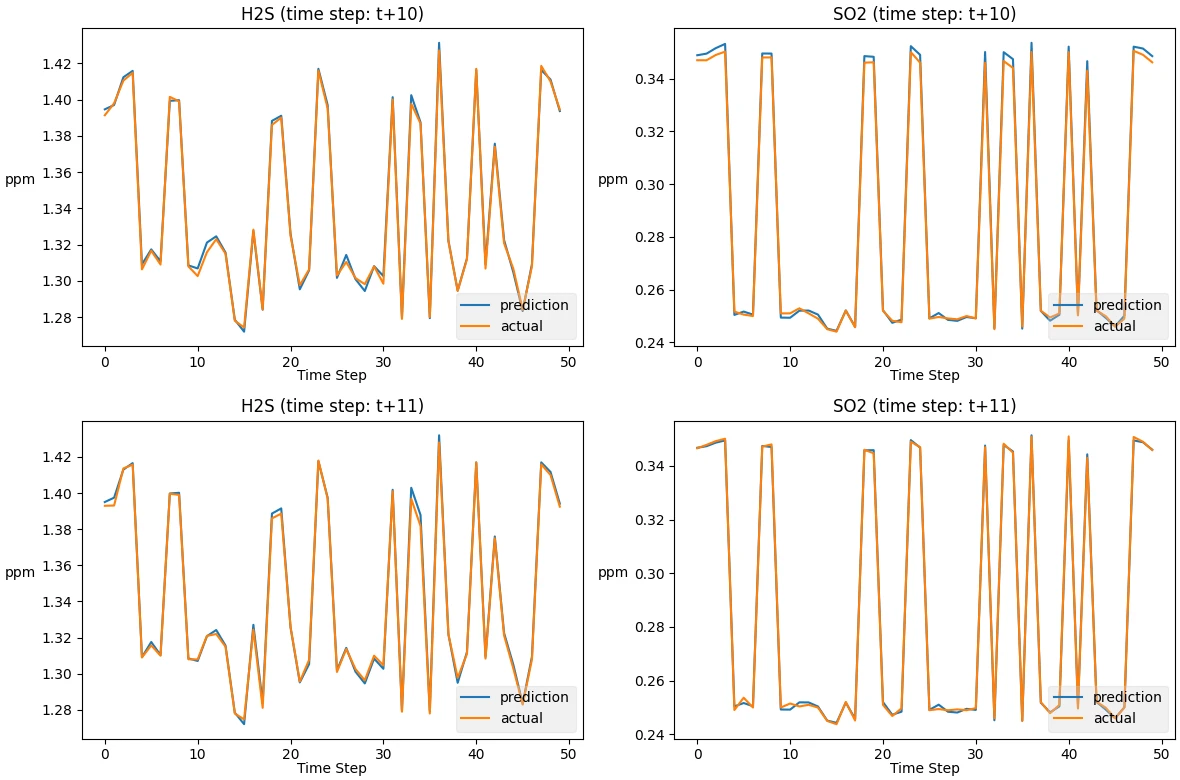 H2S (time step: t+10)
1.42
1.40
1.38
1.36
1.34
1.32
1.30
1.28
ppm
0 10 20 30 40 50
Time Step
prediction
actual
SO2 (time step: t+10)
0.34
0.32
0.30
0.28
0.26
0.24
ppm
0 10 20 30 40 50
Time Step
prediction
actual
H2S (time step: t+11)
1.42
1.40
1.38
1.36
1.34
1.32
1.30
1.28
ppm
0 10 20 30 40 50
Time Step
prediction
actual
SO2 (time step: t+11)
0.34
0.32
0.30
0.28
0.26
0.24
ppm
0 10 20 30 40 50
Time Step
prediction
actual